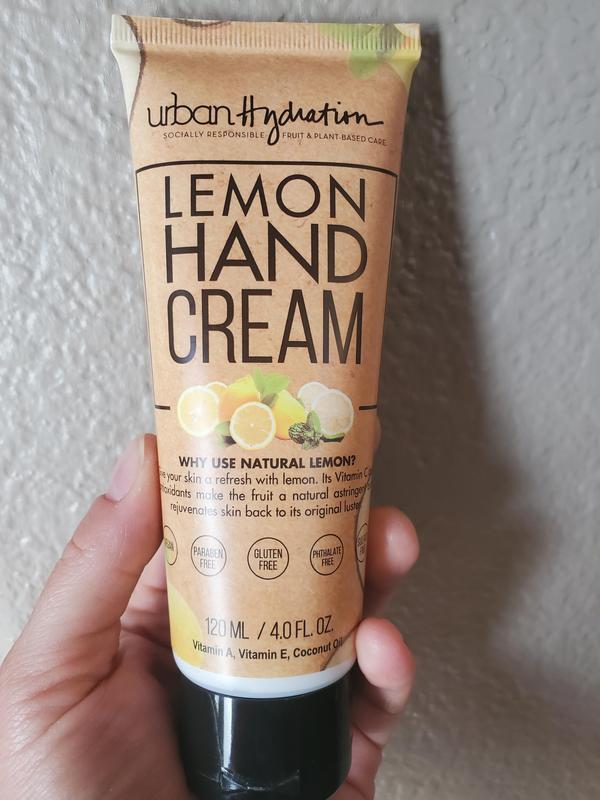 urban Hydration
SOCIALLY RESPONSIBLE FRUIT & PLANT-BASED CARE
LEMON
HAND
CREAM
WHY USE NATURAL LEMON?
your skin a refresh with lemon. Its Vitamin C
make the fruit a natural astringen
rejuvenates skin back to its original luste
PARABEN FREE
GLUTEN FREE
PHTHALATE FREE
120 ML / 4.0 FL. OZ.
Vitamin A, Vitamin E, Coconut Oil